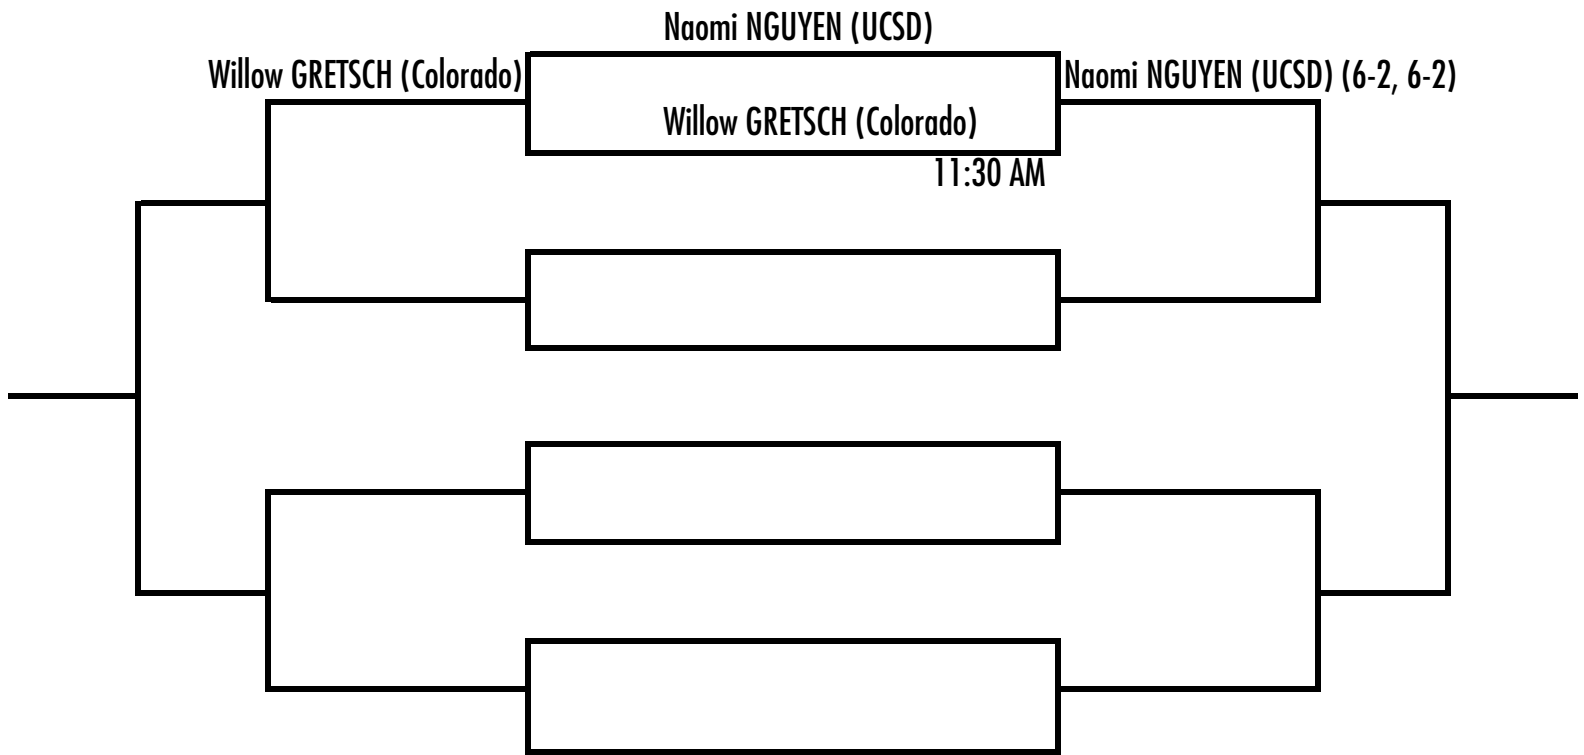 Naomi NGUYEN (UCSD)
Willow GRETSCH (Colorado)
Naomi NGUYEN (UCSD) (6-2, 6-2)
Willow GRETSCH (Colorado)
11:30 AM